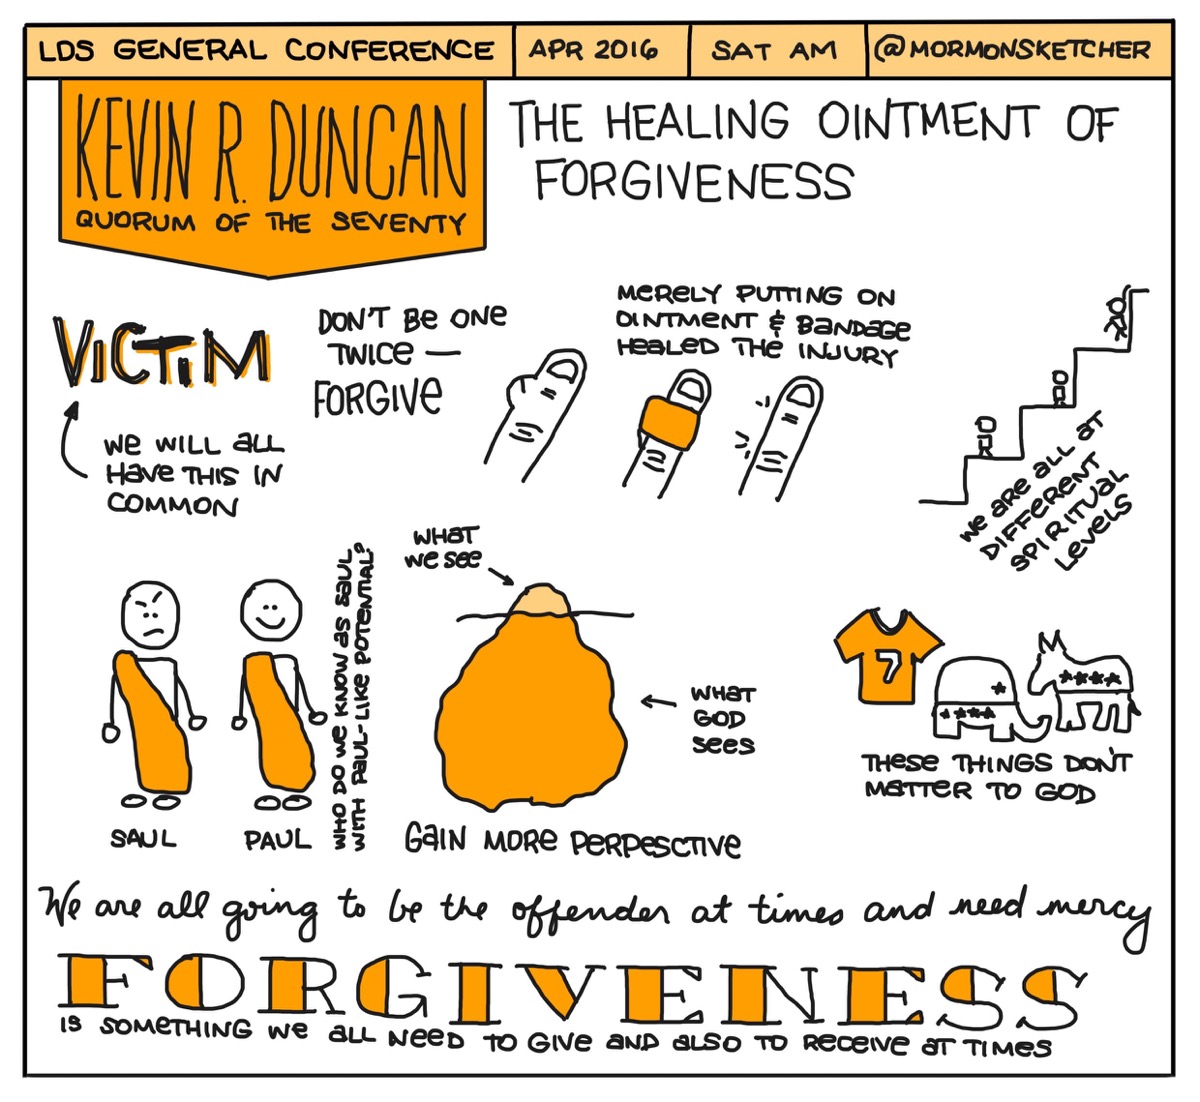 LDS GENERAL CONFERENCE
APR 2016
SAT AM
@MORMONSKETCHER
KEVIN R. DUNCAN
QUORUM OF THE SEVENTY
THE HEALING OINTMENT OF
FORGIVENESS
VICTIM
WE WILL ALL
HAVE THIS IN
COMMON
DON'T BE ONE
TWICE —
FORGIVE
MERELY PUTTING ON
OINTMENT & BANDAGE
HEALED THE INJURY
WE ARE ALL AT
DIFFERENT
SPIRITUAL
LEVELS
SAUL
PAUL
WHO DO WE KNOW AS SAUL
WITH PAUL-LIKE POTENTIAL?
WHAT
WE SEE
WHAT
GOD
SEES
GAIN MORE PERPESCTIVE
7
THESE THINGS DON'T
MATTER TO GOD
We are all going to be the offender at times and need mercy
FORGIVENESS
IS SOMETHING WE ALL NEED TO GIVE AND ALSO TO RECEIVE AT TIMES